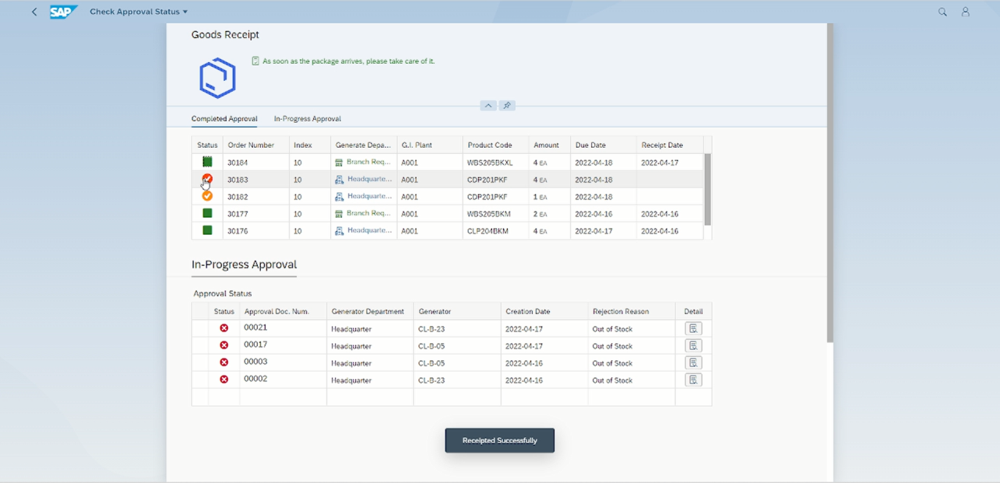 SAP Check Approval Status
Goods Receipt
As soon as the package arrives, please take care of it.
Completed Approval In-Progress Approval
Status Order Number Index Generate Depa... G.I. Plant Product Code Amount Due Date Receipt Date
30184 10 Branch Req... A001 WBS205BKXL 4 EA 2022-04-18 2022-04-17
30183 10 Headquarte... A001 CDP201PKF 4 EA 2022-04-18
30182 10 Headquarte... A001 CDP201PKF 1 EA 2022-04-18
30177 10 Branch Req... A001 WBS205BKM 2 EA 2022-04-16 2022-04-16
30176 10 Headquarte... A001 CLP204BKM 4 EA 2022-04-17 2022-04-16
In-Progress Approval
Approval Status
Status Approval Doc. Num. Generator Department Generator Creation Date Rejection Reason Detail
00021 Headquarter CL-B-23 2022-04-17 Out of Stock
00017 Headquarter CL-B-05 2022-04-17 Out of Stock
00003 Headquarter CL-B-05 2022-04-16 Out of Stock
00002 Headquarter CL-B-23 2022-04-16 Out of Stock
Receipted Successfully